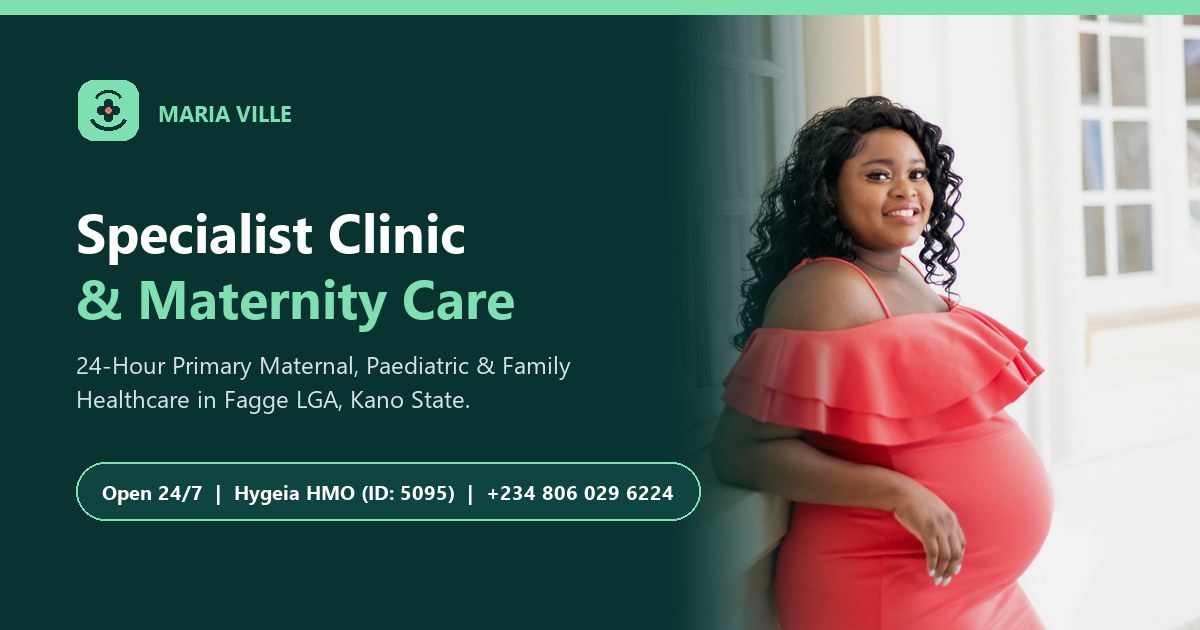 MARIA VILLE
Specialist Clinic
& Maternity Care
24-Hour Primary Maternal, Paediatric & Family
Healthcare in Fagge LGA, Kano State.
Open 24/7 | Hygeia HMO (ID: 5095) | +234 806 029 6224